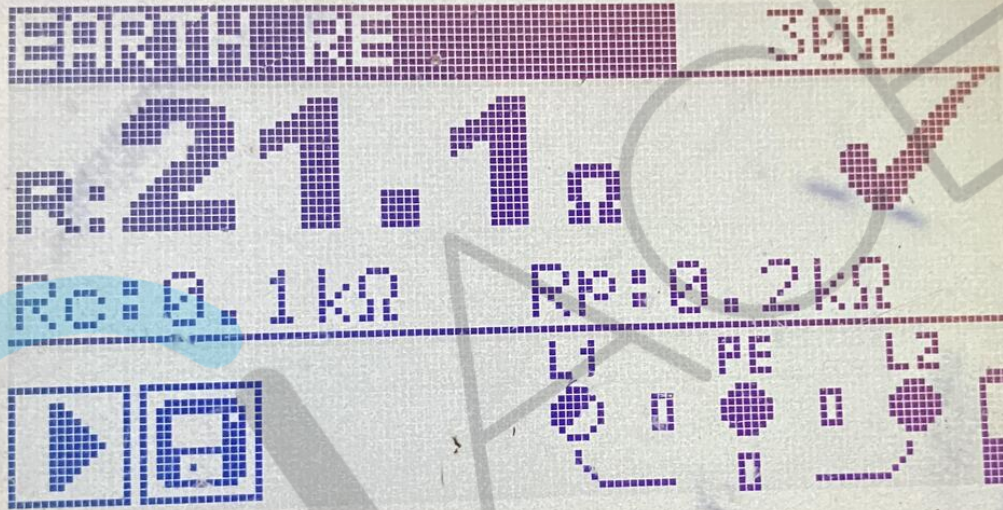 EARTH RE 30Ω
R:21.1Ω
Rc:0.1kΩ Rp:0.2kΩ
L1 PE L2